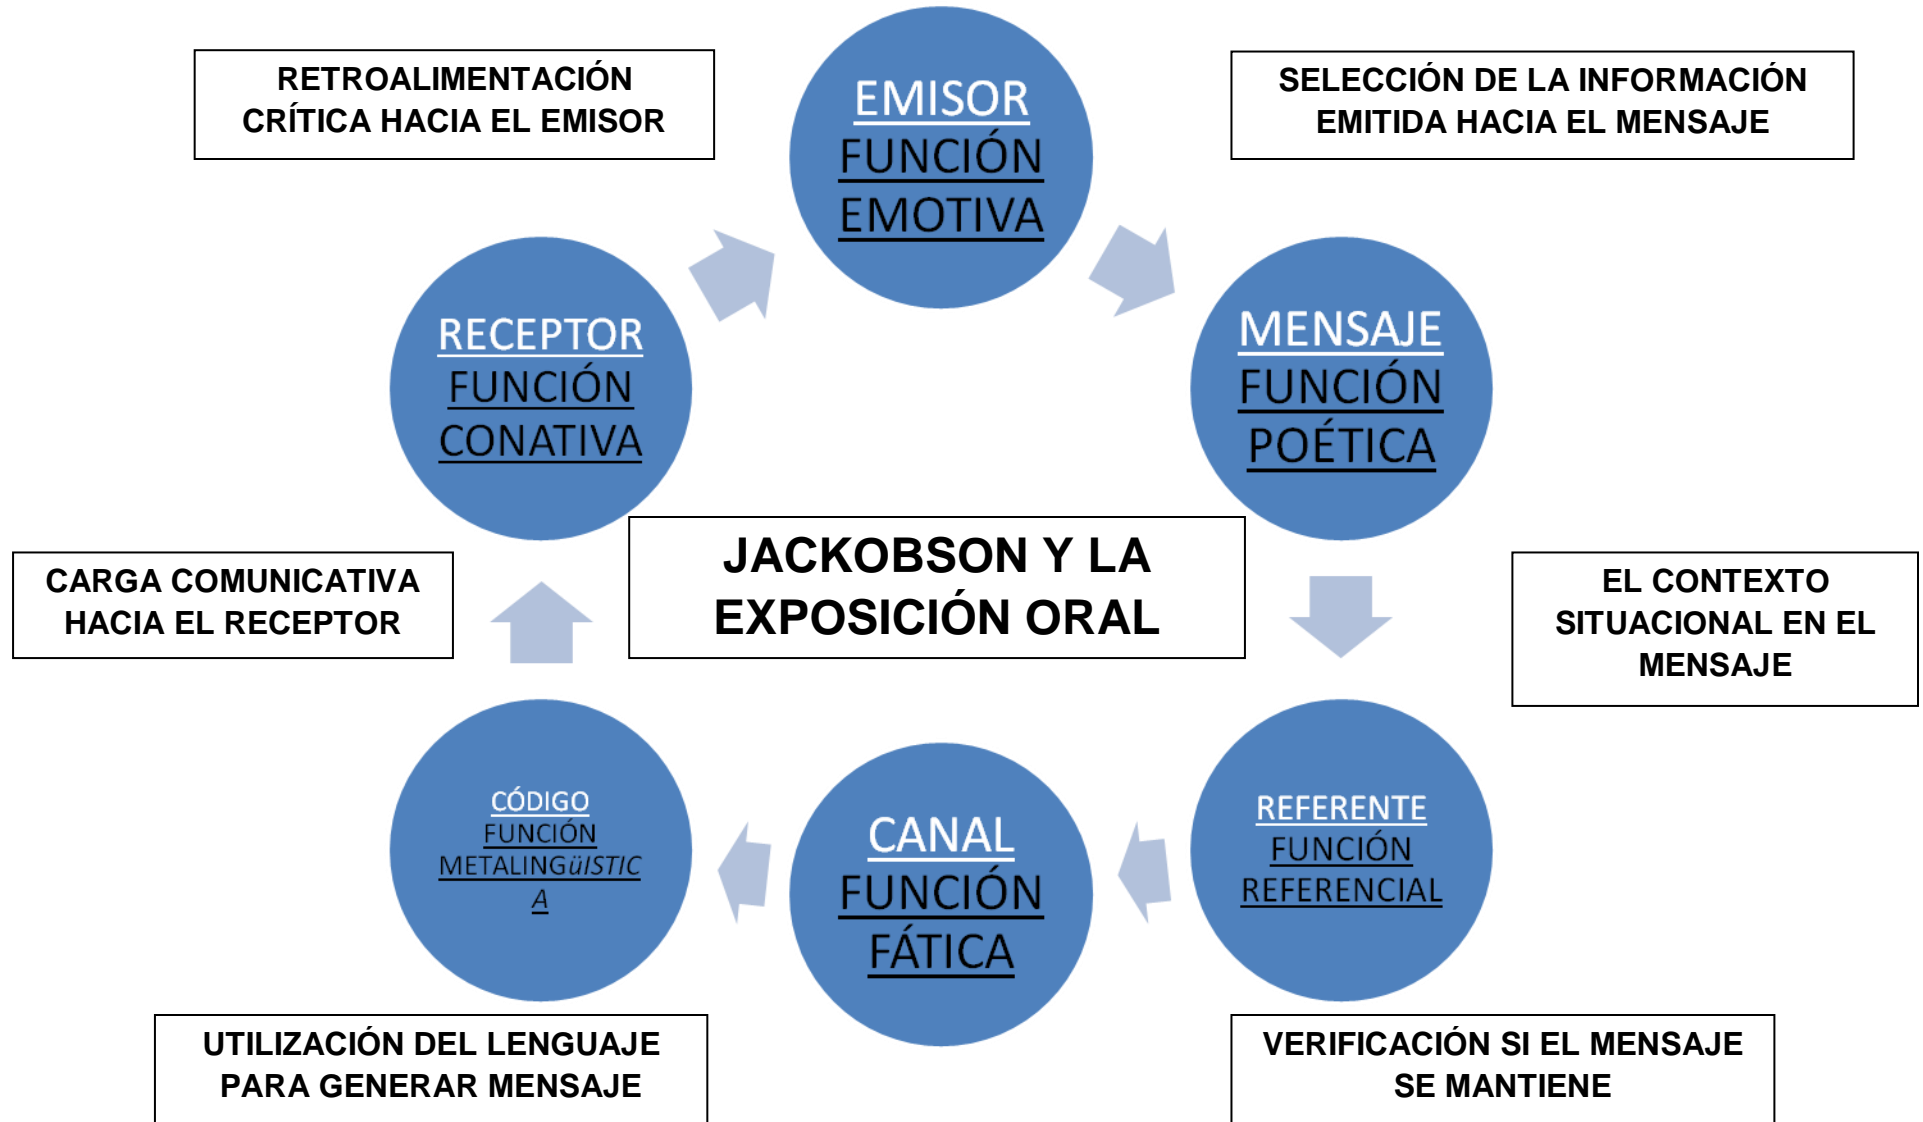 RETROALIMENTACIÓN
CRÍTICA HACIA EL EMISOR
EMISOR
FUNCIÓN
EMOTIVA
SELECCIÓN DE LA INFORMACIÓN
EMITIDA HACIA EL MENSAJE
RECEPTOR
FUNCIÓN
CONATIVA
MENSAJE
FUNCIÓN
POÉTICA
JACKOBSON Y LA
EXPOSICIÓN ORAL
CARGA COMUNICATIVA
HACIA EL RECEPTOR
EL CONTEXTO
SITUACIONAL EN EL
MENSAJE
CÓDIGO
FUNCIÓN
METALINGüISTIC
A
CANAL
FUNCIÓN
FÁTICA
REFERENTE
FUNCIÓN
REFERENCIAL
UTILIZACIÓN DEL LENGUAJE
PARA GENERAR MENSAJE
VERIFICACIÓN SI EL MENSAJE
SE MANTIENE